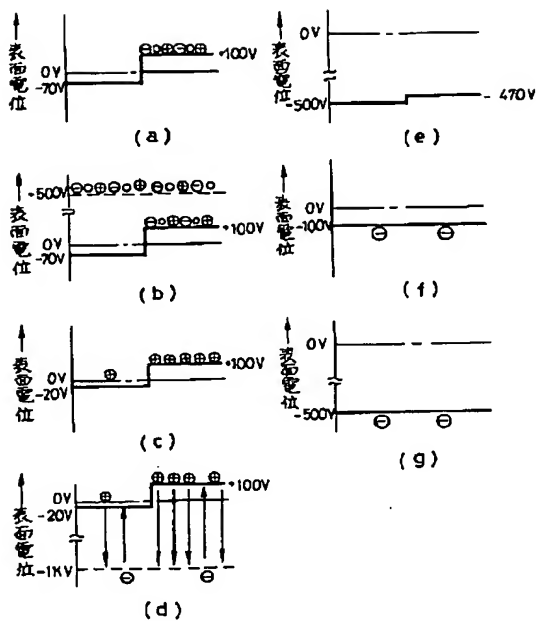 表面電位
0V
-70V
⊖○⊕⊖○⊕
+100V
(a)
表面電位
+500V
⊖○⊕⊖○⊕⊖○⊕⊖○
⊖○⊕⊖○⊕
+100V
0V
-70V
(b)
表面電位
⊕
⊕⊕⊕⊕⊕
+100V
0V
-20V
(c)
表面電位
⊕
⊕⊕⊕⊕
+100V
0V
-20V
-1KV
⊖
⊖
(d)
表面電位
0V
-500V
-470V
(e)
表面電位
0V
-100V
⊖
⊖
(f)
表面電位
0V
-500V
⊖
⊖
(g)